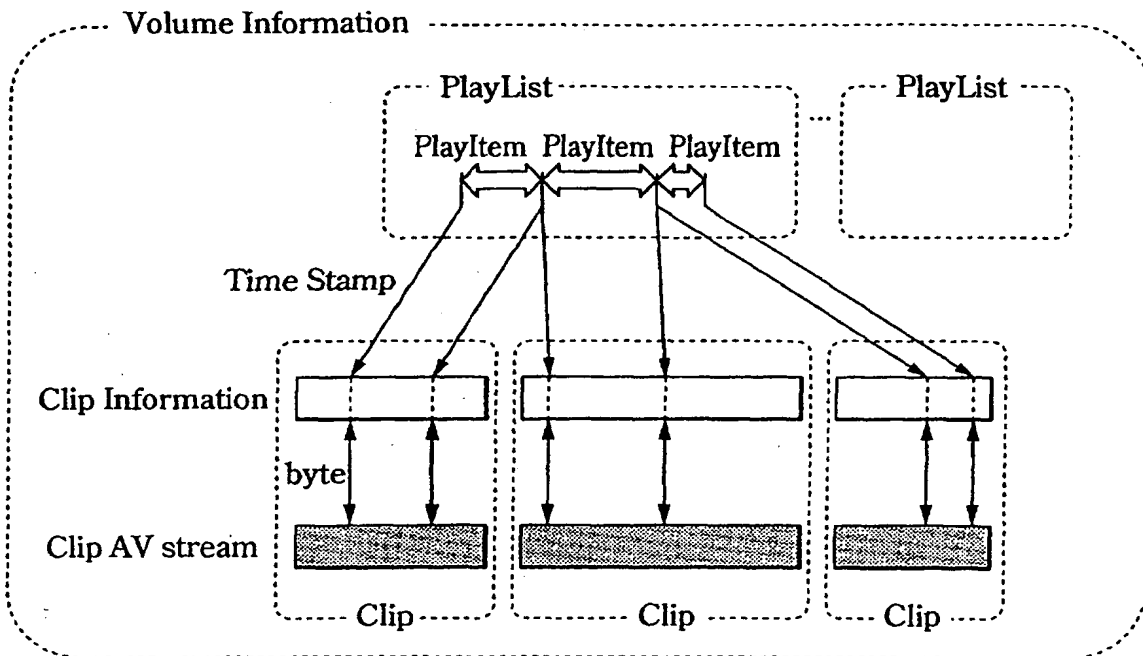 Volume Information
PlayList
PlayList
...
PlayItem PlayItem PlayItem
Time Stamp
Clip Information
byte
Clip AV stream
Clip
Clip
Clip